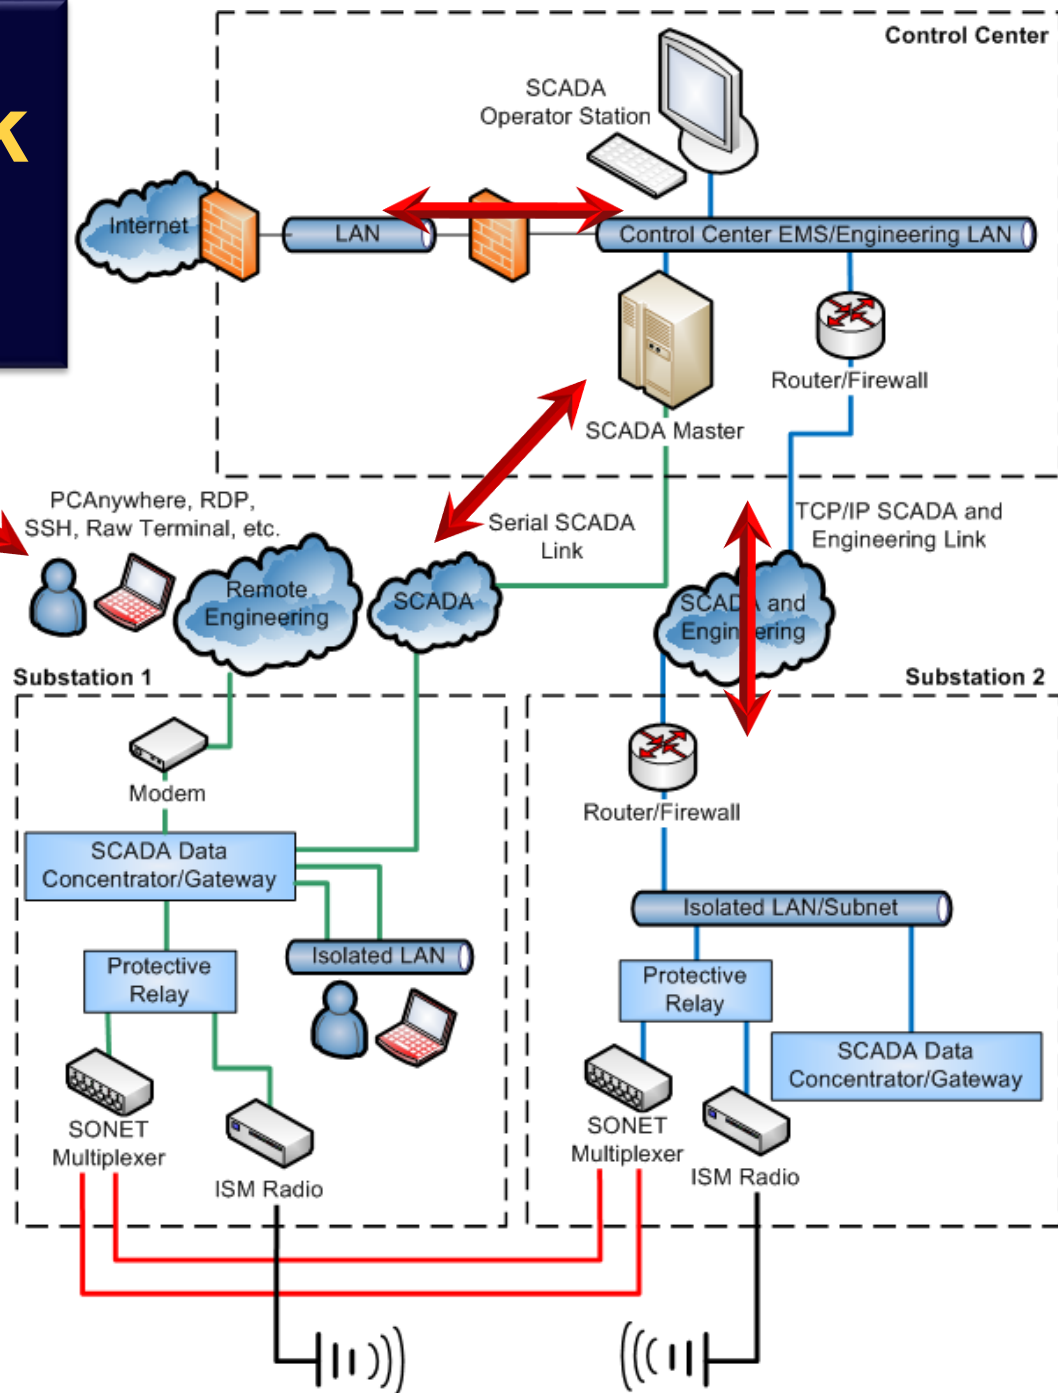 k
Control Center
SCADA
Operator Station
Internet
LAN
Control Center EMS/Engineering LAN
Router/Firewall
SCADA Master
PCAnywhere, RDP,
SSH, Raw Terminal, etc.
Serial SCADA
Link
TCP/IP SCADA and
Engineering Link
Remote
Engineering
SCADA
SCADA and
Engineering
Substation 1
Substation 2
Modem
Router/Firewall
SCADA Data
Concentrator/Gateway
Isolated LAN/Subnet
Isolated LAN
Protective
Relay
Protective
Relay
SCADA Data
Concentrator/Gateway
SONET
Multiplexer
SONET
Multiplexer
ISM Radio
ISM Radio